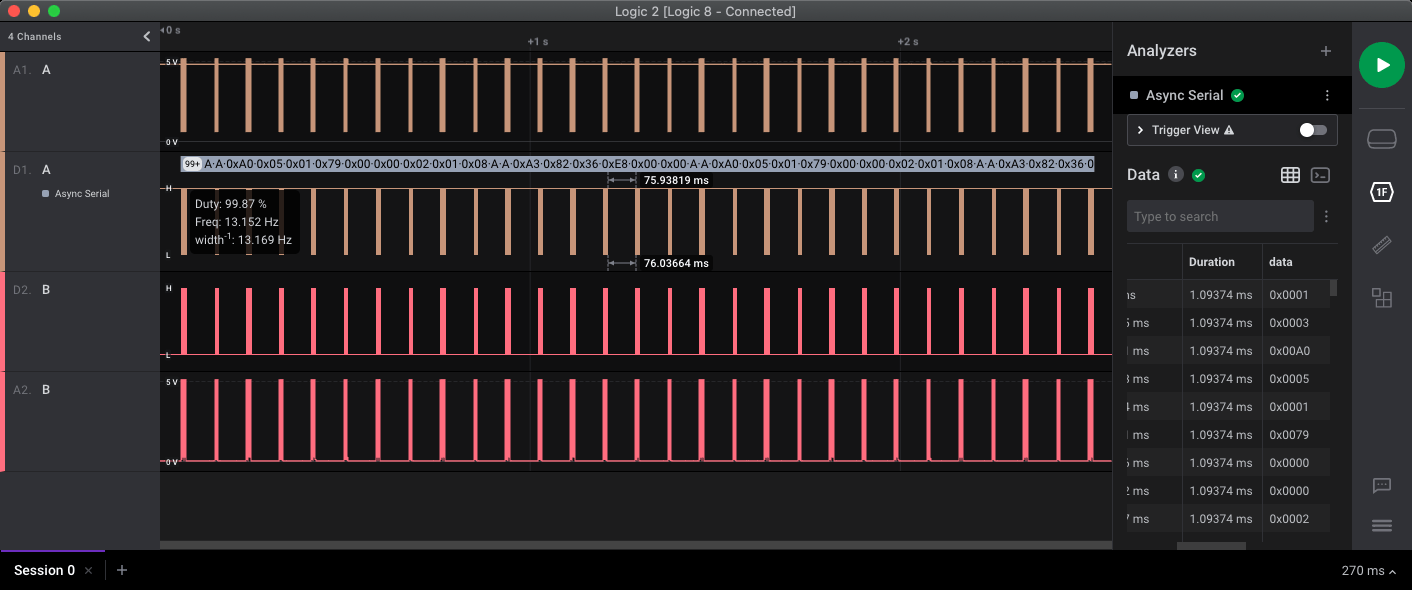 Logic 2 [Logic 8 - Connected]
4 Channels
0 s
+1 s
+2 s
A1. A
5 V
0 V
D1. A
Async Serial
99+ A·A·0xA0·0x05·0x01·0x79·0x00·0x00·0x02·0x01·0x08·A·A·0xA3·0x82·0x36·0xE8·0x00·0x00·A·A·0xA0·0x05·0x01·0x79·0x00·0x00·0x02·0x01·0x08·A·A·0xA3·0x82·0x36·0
75.93819 ms
H
Duty: 99.87 %
Freq: 13.152 Hz
width-1: 13.169 Hz
L
76.03664 ms
D2. B
H
L
A2. B
5 V
0 V
Analyzers
Async Serial
Trigger View
Data
1F
Type to search
Duration data
ms 1.09374 ms 0x0001
5 ms 1.09374 ms 0x0003
1 ms 1.09374 ms 0x00A0
3 ms 1.09374 ms 0x0005
4 ms 1.09374 ms 0x0001
1 ms 1.09374 ms 0x0079
5 ms 1.09374 ms 0x0000
2 ms 1.09374 ms 0x0000
7 ms 1.09374 ms 0x0002
Session 0
270 ms